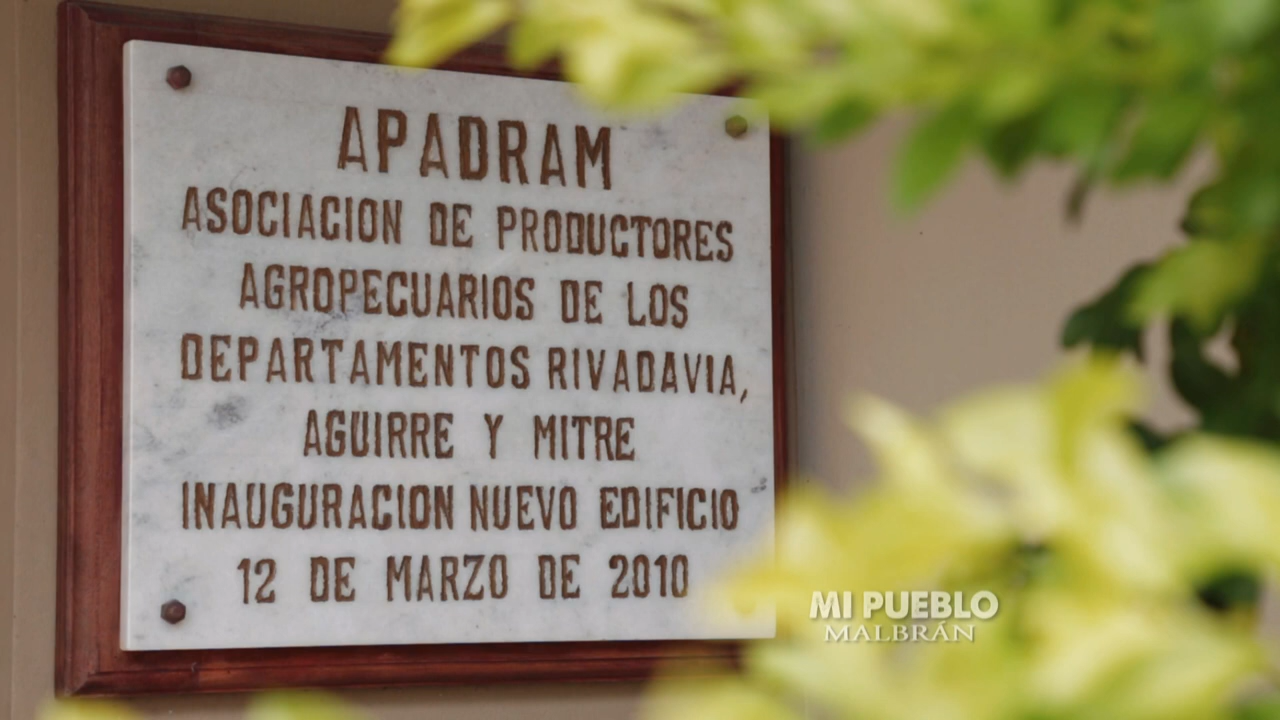 APADRAM
ASOCIACION DE PRODUCTORES
AGROPECUARIOS DE LOS
DEPARTAMENTOS RIVADAVIA,
AGUIRRE Y MITRE
INAUGURACION NUEVO EDIFICIO
12 DE MARZO DE 2010
MI PUEBLO
MALBRÁN